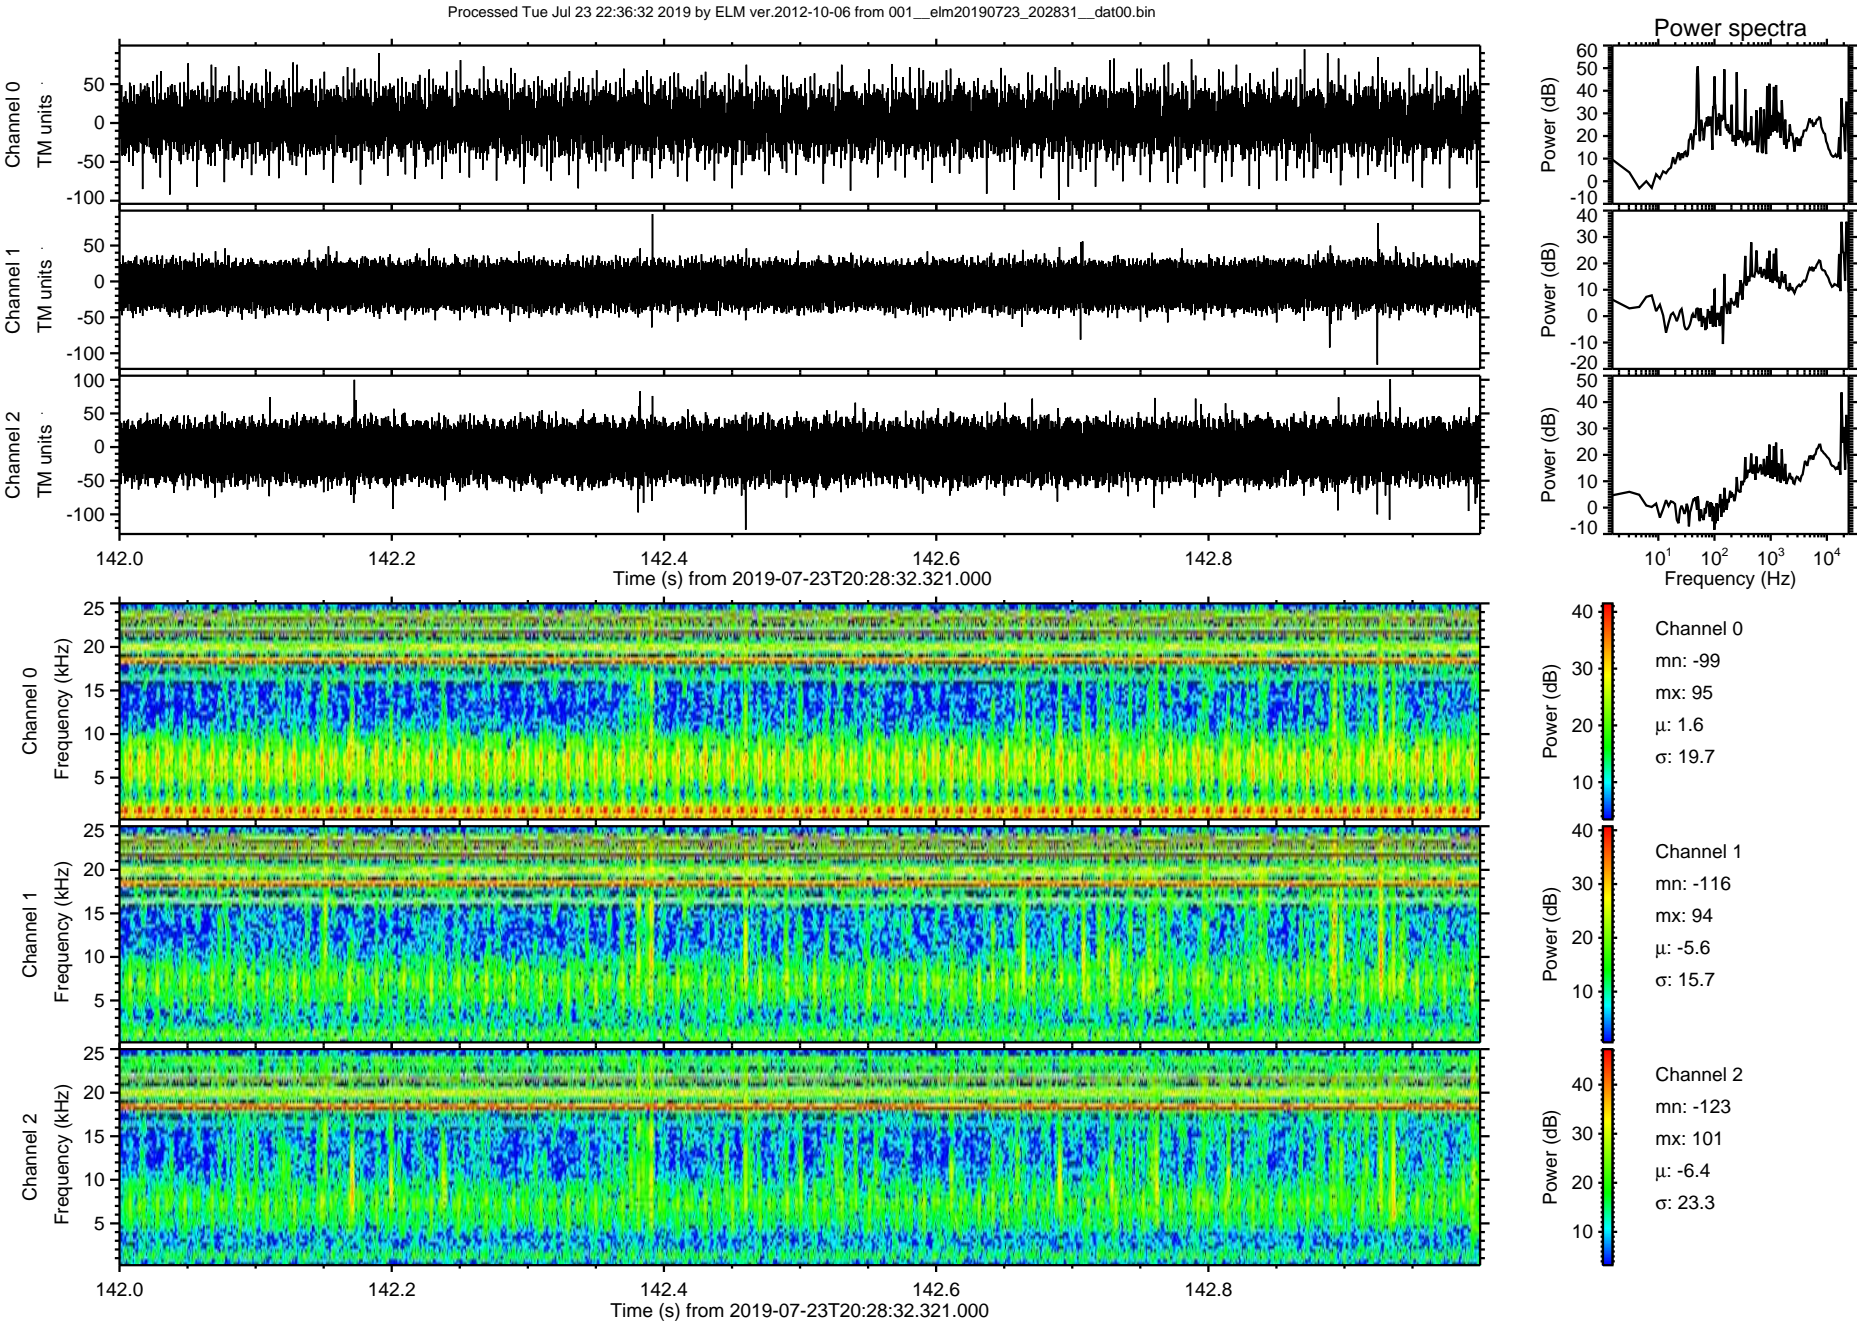 Processed Tue Jul 23 22:36:32 2019 by ELM ver.2012-10-06 from 001__elm20190723_202831__dat00.bin
Power spectra
Channel 0
TM units
50
0
-50
-100
Power (dB)
60
50
40
30
20
10
0
-10
Channel 1
TM units
50
0
-50
-100
Power (dB)
40
30
20
10
0
-10
-20
Channel 2
TM units
100
50
0
-50
-100
Power (dB)
50
40
30
20
10
0
-10
142.0 142.2 142.4 142.6 142.8
Time (s) from 2019-07-23T20:28:32.321.000
10^1 10^2 10^3 10^4
Frequency (Hz)
Channel 0
Frequency (kHz)
25
20
15
10
5
Power (dB)
40
30
20
10
Channel 0
mn: -99
mx: 95
μ: 1.6
σ: 19.7
Channel 1
Frequency (kHz)
25
20
15
10
5
Power (dB)
40
30
20
10
Channel 1
mn: -116
mx: 94
μ: -5.6
σ: 15.7
Channel 2
Frequency (kHz)
25
20
15
10
5
Power (dB)
40
30
20
10
Channel 2
mn: -123
mx: 101
μ: -6.4
σ: 23.3
142.0 142.2 142.4 142.6 142.8
Time (s) from 2019-07-23T20:28:32.321.000